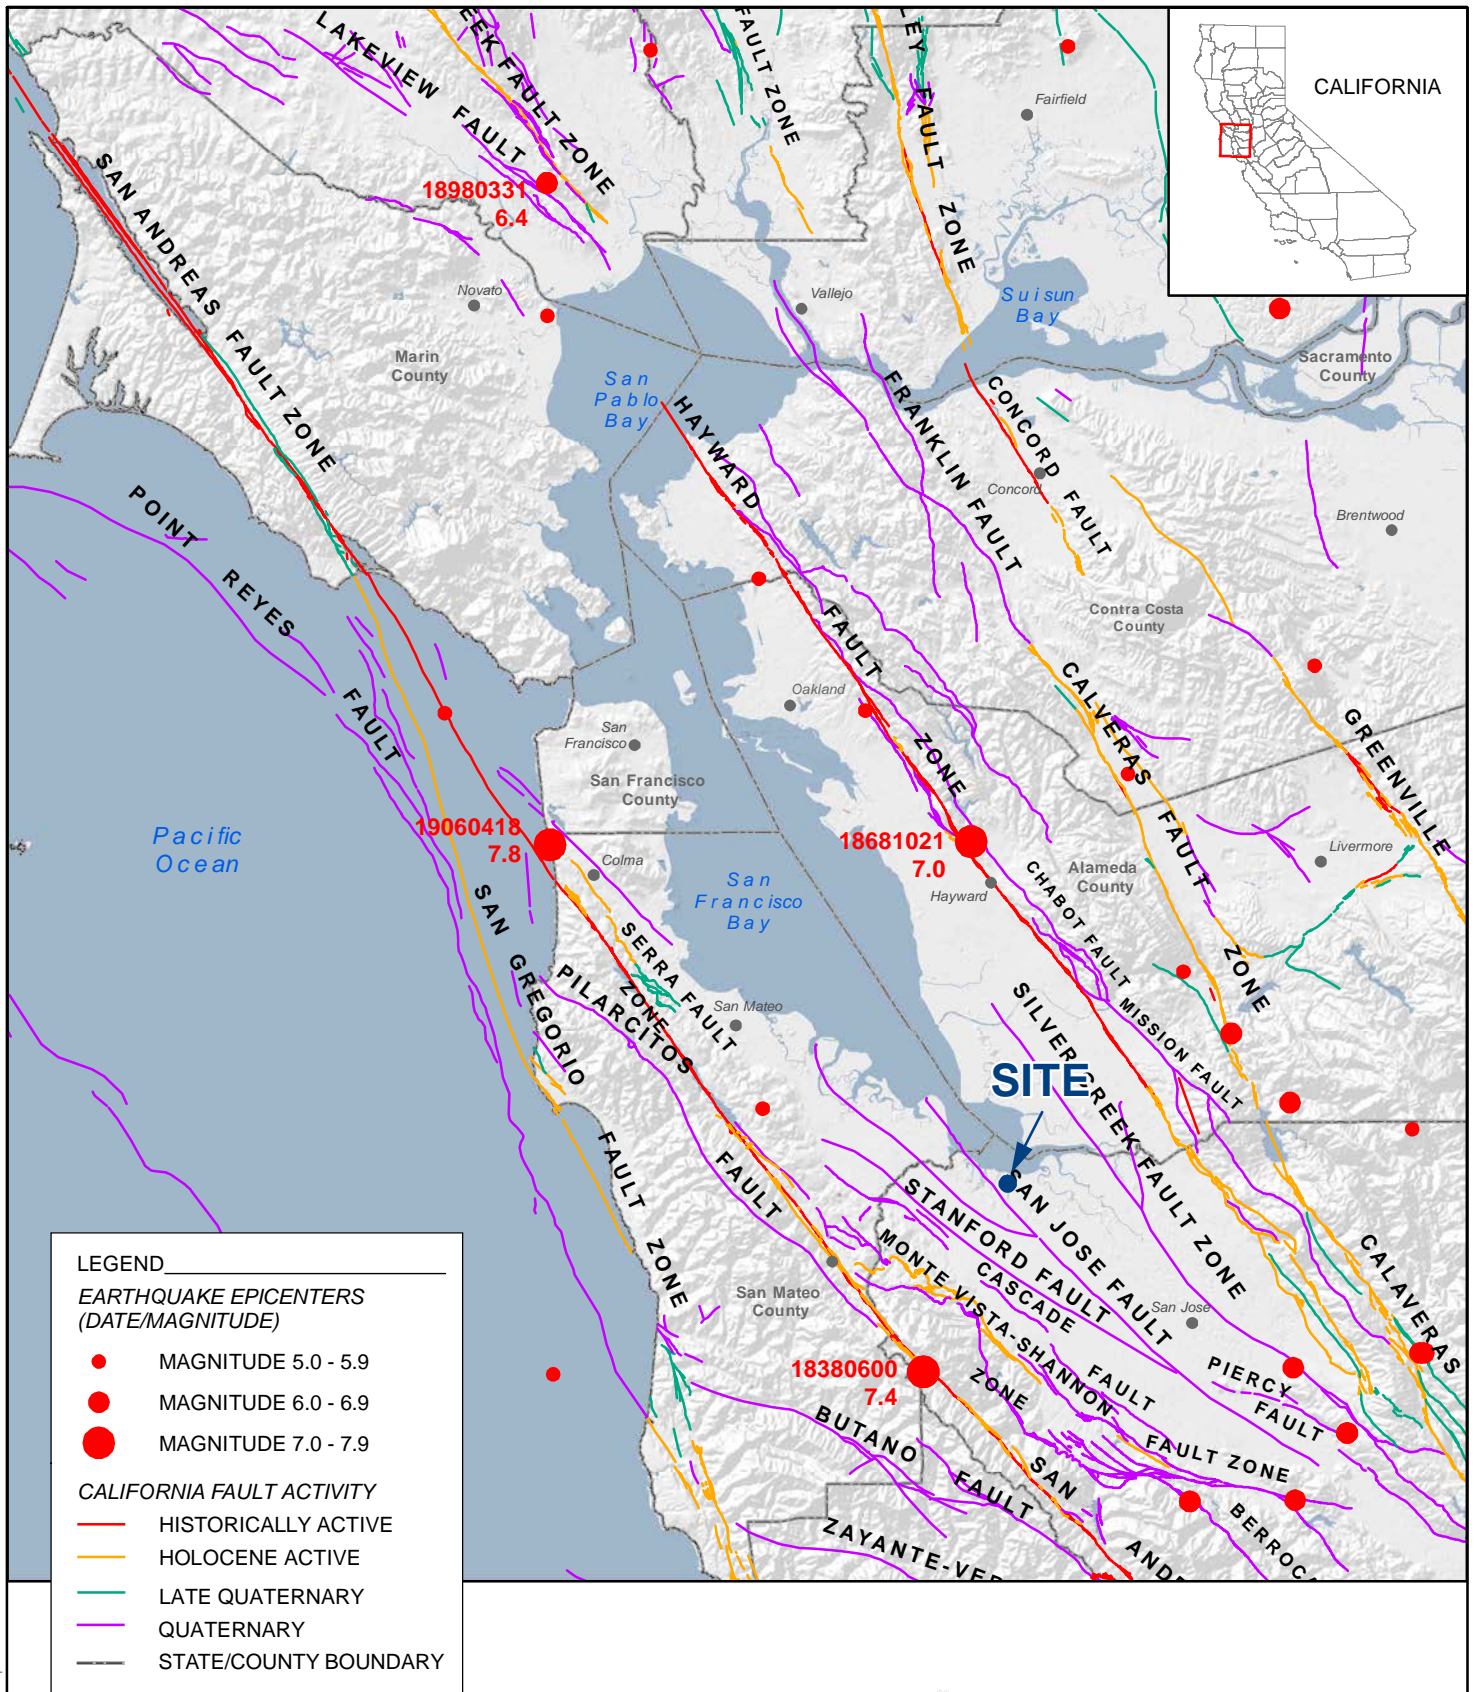 LAKEVIEW FAULT
EEK FAULT ZONE
FAULT ZONE
LEY FAULT ZONE
CALIFORNIA
Fairfield
18980331
6.4
SAN ANDREAS FAULT ZONE
Novato
Vallejo
Suisun
Bay
Marin
County
Sacramento
County
San
Pablo
Bay
HAYWARD FAULT ZONE
FRANKLIN FAULT
CONCORD FAULT
Concord
Brentwood
POINT REYES FAULT
Contra Costa
County
Oakland
CALVERAS FAULT ZONE
GREENVILLE
San
Francisco
San Francisco
County
Pacific
Ocean
19060418
7.8
Colma
18681021
7.0
Hayward
Alameda
County
Livermore
San
Francisco
Bay
CHABOT FAULT
SAN GREGORIO FAULT ZONE
SERRA FAULT
ZONE
PILARCITOS FAULT
San Mateo
MISSION FAULT
SILVER CREEK FAULT ZONE
SITE
STANFORD FAULT
SAN JOSE FAULT
CASCADE FAULT
MONTE VISTA-SHANNON FAULT ZONE
San Jose
CALAVERAS
San Mateo
County
PIERCY FAULT
18380600
7.4
ZONE
BUTANO FAULT
SAN ANDR
BERROCA
ZAYANTE-VER
LEGEND
EARTHQUAKE EPICENTERS
(DATE/MAGNITUDE)
MAGNITUDE 5.0 - 5.9
MAGNITUDE 6.0 - 6.9
MAGNITUDE 7.0 - 7.9
CALIFORNIA FAULT ACTIVITY
HISTORICALLY ACTIVE
HOLOCENE ACTIVE
LATE QUATERNARY
QUATERNARY
STATE/COUNTY BOUNDARY